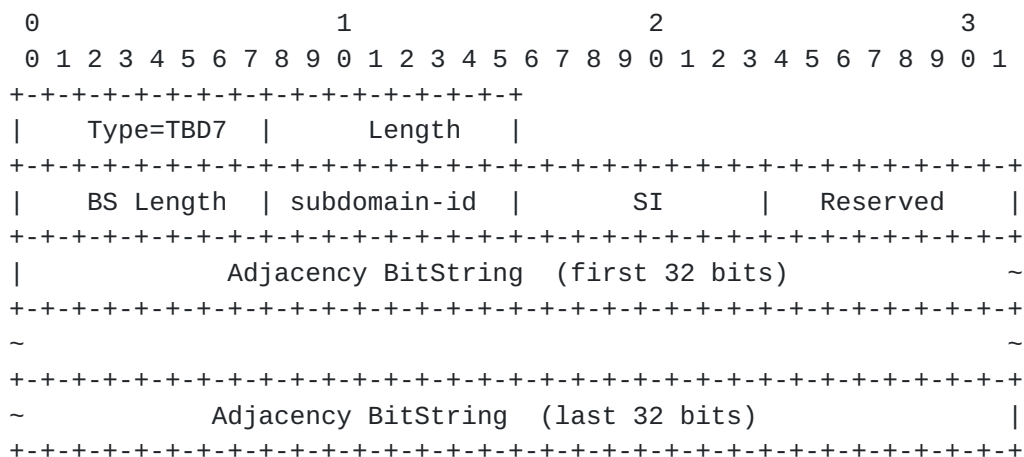 0                   1                   2                   3
 0 1 2 3 4 5 6 7 8 9 0 1 2 3 4 5 6 7 8 9 0 1 2 3 4 5 6 7 8 9 0 1
+-+-+-+-+-+-+-+-+-+-+-+-+-+-+-+-+
|    Type=TBD7  |      Length   |
+-+-+-+-+-+-+-+-+-+-+-+-+-+-+-+-+-+-+-+-+-+-+-+-+-+-+-+-+-+-+-+-+
|    BS Length  | subdomain-id  |       SI      |   Reserved    |
+-+-+-+-+-+-+-+-+-+-+-+-+-+-+-+-+-+-+-+-+-+-+-+-+-+-+-+-+-+-+-+-+
|             Adjacency BitString  (first 32 bits)              ~
+-+-+-+-+-+-+-+-+-+-+-+-+-+-+-+-+-+-+-+-+-+-+-+-+-+-+-+-+-+-+-+-+
~                                                               ~
+-+-+-+-+-+-+-+-+-+-+-+-+-+-+-+-+-+-+-+-+-+-+-+-+-+-+-+-+-+-+-+-+
~            Adjacency BitString  (last 32 bits)                |
+-+-+-+-+-+-+-+-+-+-+-+-+-+-+-+-+-+-+-+-+-+-+-+-+-+-+-+-+-+-+-+-+